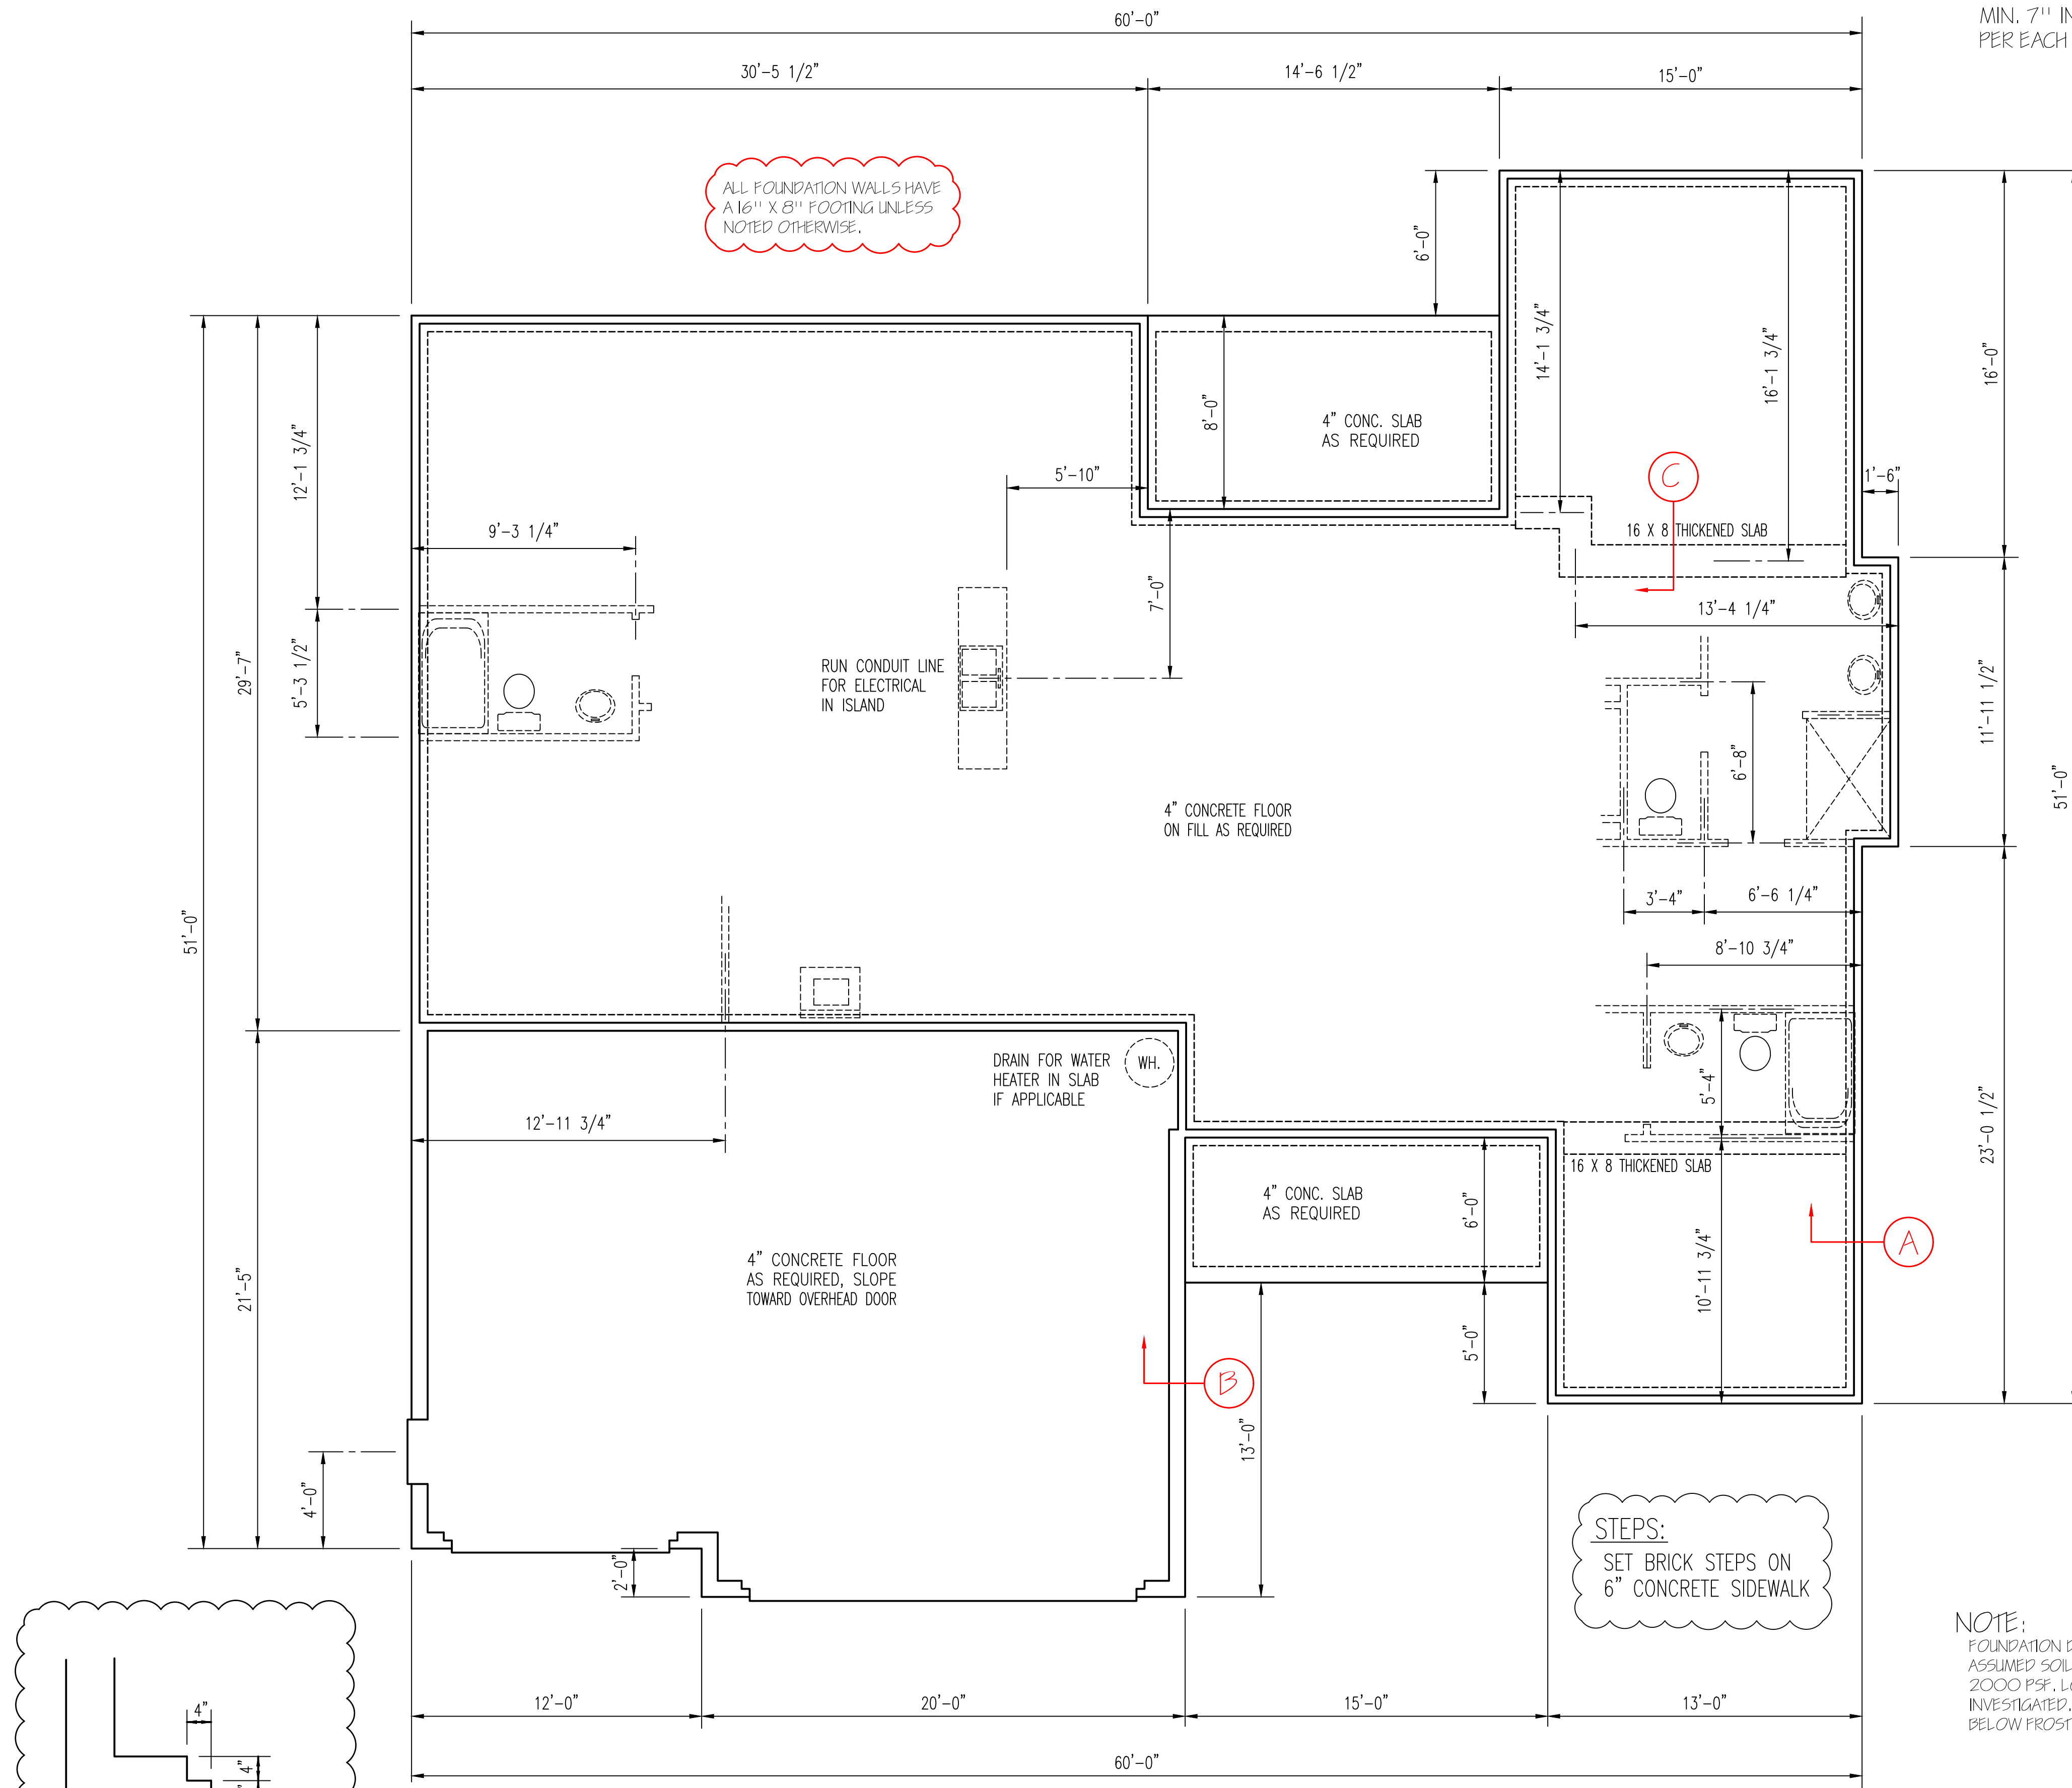 60'-0"
MIN. 7"
PER EACH
30'-5 1/2"
14'-6 1/2"
15'-0"
ALL FOUNDATION WALLS HAVE
A 16" X 8" FOOTING UNLESS
NOTED OTHERWISE.
6'-0"
14'-1 3/4"
16'-1 3/4"
16'-0"
8'-0"
4" CONC. SLAB
AS REQUIRED
12'-1 3/4"
5'-10"
C
1'-6"
9'-3 1/4"
16 X 8 THICKENED SLAB
7'-0"
13'-4 1/4"
29'-7"
5'-3 1/2"
RUN CONDUIT LINE
FOR ELECTRICAL
IN ISLAND
11'-11 1/2"
6'-8"
51'-0"
4" CONCRETE FLOOR
ON FILL AS REQUIRED
3'-4"
6'-6 1/4"
51'-0"
8'-10 3/4"
DRAIN FOR WATER
HEATER IN SLAB
IF APPLICABLE
WH.
5'-4"
12'-11 3/4"
23'-0 1/2"
16 X 8 THICKENED SLAB
4" CONC. SLAB
AS REQUIRED
6'-0"
A
4" CONCRETE FLOOR
AS REQUIRED, SLOPE
TOWARD OVERHEAD DOOR
10'-11 3/4"
21'-5"
5'-0"
B
13'-0"
4'-0"
2'-0"
STEPS:
SET BRICK STEPS ON
6" CONCRETE SIDEWALK
NOTE:
FOUNDATION
ASSUMED SOIL
2000 PSF.
INVESTIGATED.
BELOW FROST
12'-0"
20'-0"
15'-0"
13'-0"
4"
4"
60'-0"